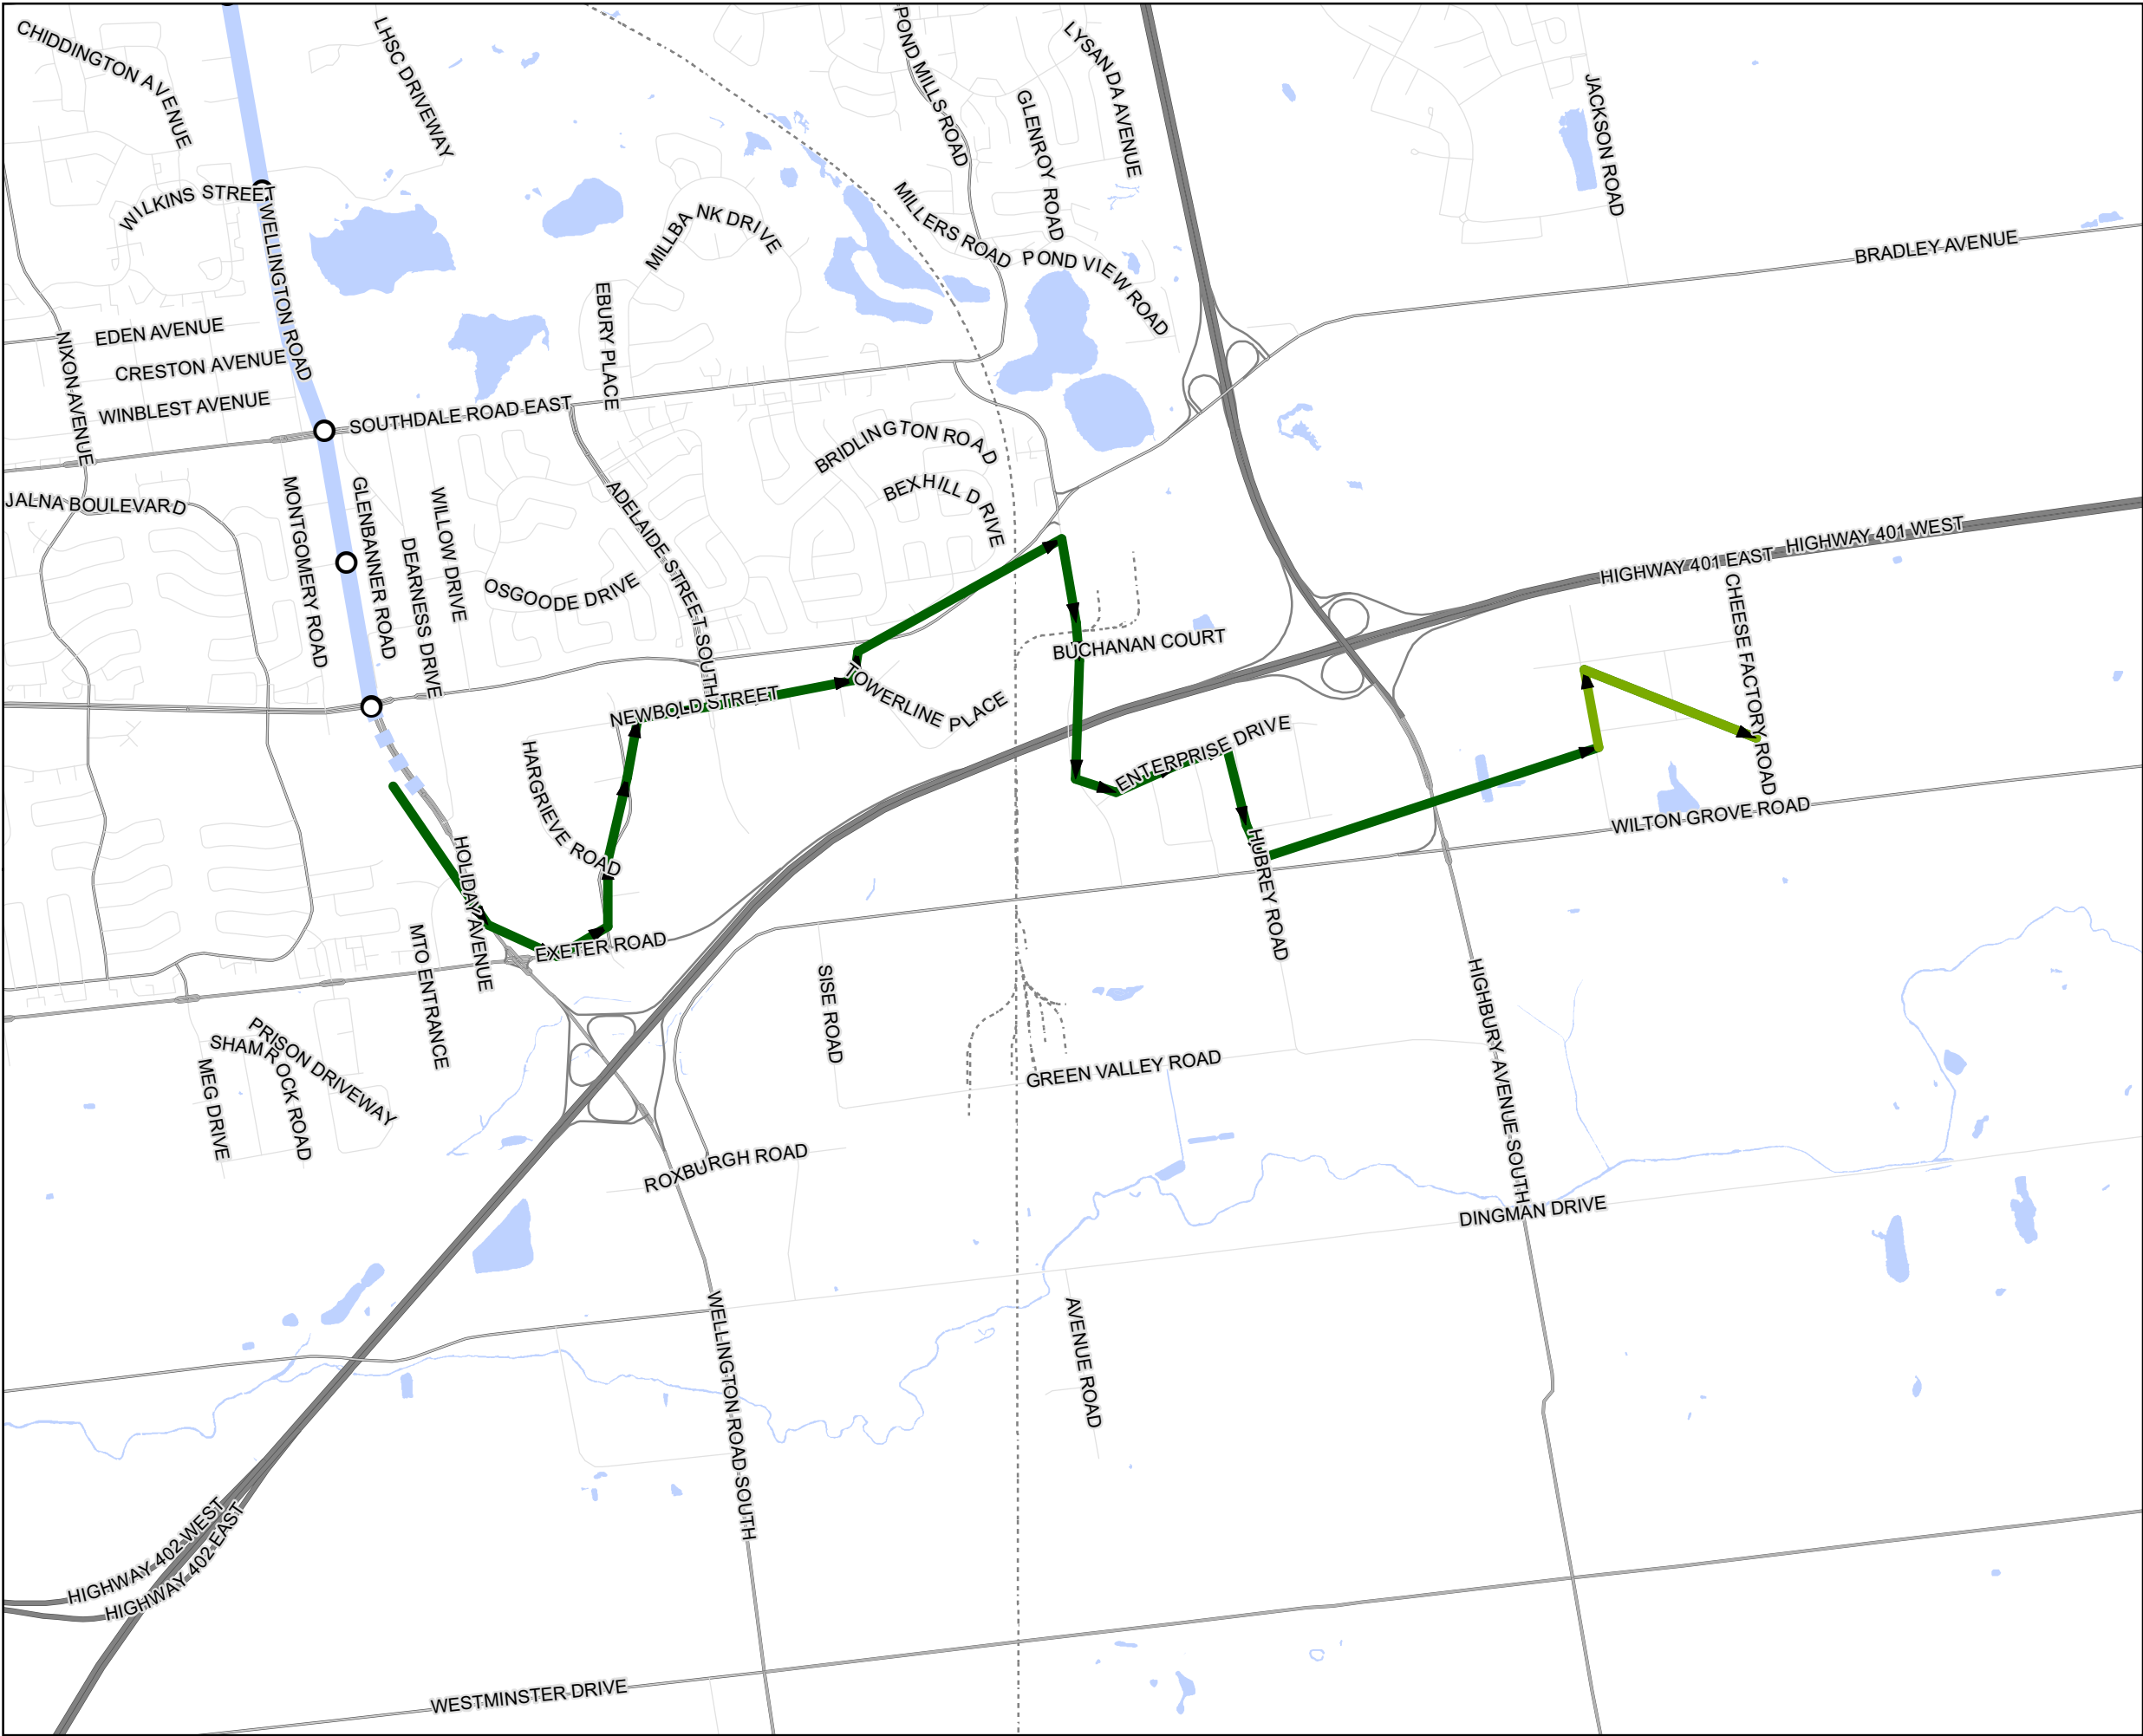 CHIDDINGTON AVENUE
LHSC DRIVEWAY
POND MILLS ROAD
LYSANDA AVENUE
GLENROY ROAD
JACKSON ROAD
WILKINS STREET
WELLINGTON ROAD
MILLBANK DRIVE
MILLERS ROAD
POND VIEW ROAD
BRADLEY AVENUE
EDEN AVENUE
CRESTON AVENUE
WINBLEST AVENUE
NIXON AVENUE
EBURY PLACE
SOUTHDALE ROAD EAST
BRIDLINGTON ROAD
BEXHILL DRIVE
JALNA BOULEVARD
MONTGOMERY ROAD
GLENBANNER ROAD
DEARNESS DRIVE
WILLOW DRIVE
OSGOODE DRIVE
ADELAIDE STREET SOUTH
HIGHWAY 401 WEST
HIGHWAY 401 EAST
CHEESE FACTORY ROAD
BUCHANAN COURT
NEWBOLD STREET
TOWERLINE PLACE
ENTERPRISE DRIVE
HARGRIEVE ROAD
WILTON GROVE ROAD
HUBREY ROAD
HOLIDAY AVENUE
EXETER ROAD
MTO ENTRANCE
SISE ROAD
HIGHBURY AVENUE SOUTH
PRISON DRIVEWAY
SHAMROCK ROAD
MEG DRIVE
GREEN VALLEY ROAD
ROXBURGH ROAD
DINGMAN DRIVE
WELLINGTON ROAD SOUTH
AVENUE ROAD
HIGHWAY 402 WEST
HIGHWAY 402 EAST
WESTMINSTER DRIVE